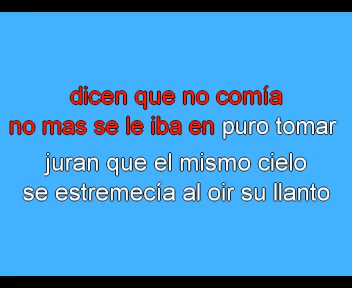 dicen que no comía
no mas se le iba en puro tomar
juran que el mismo cielo
se estremecía al oir su llanto